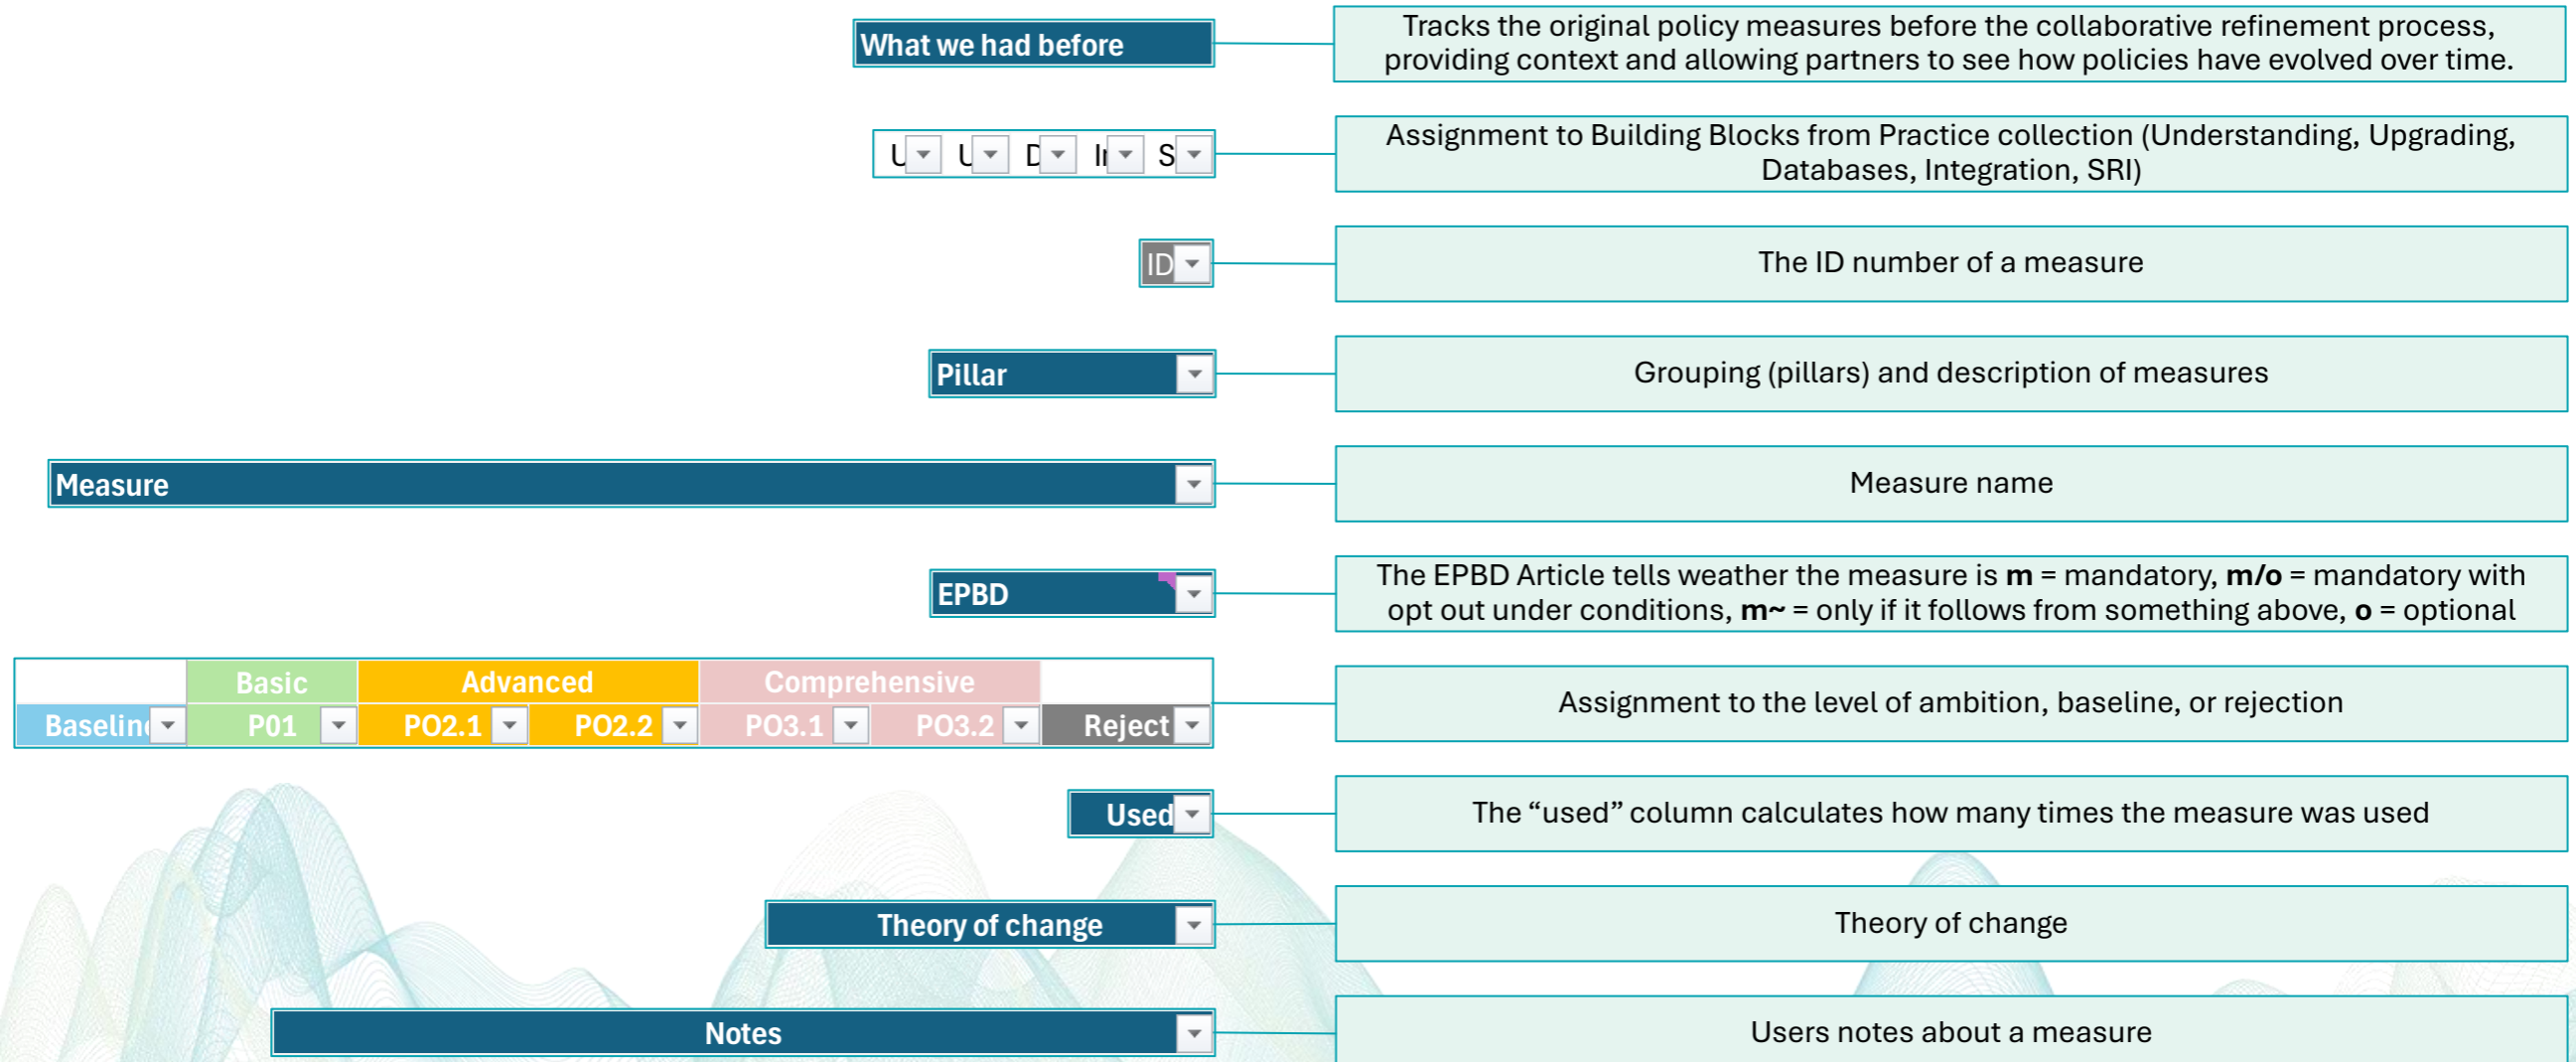 What we had before
Tracks the original policy measures before the collaborative refinement process,
providing context and allowing partners to see how policies have evolved over time.
U U D I S
Assignment to Building Blocks from Practice collection (Understanding, Upgrading,
Databases, Integration, SRI)
ID
The ID number of a measure
Pillar
Grouping (pillars) and description of measures
Measure
Measure name
EPBD
The EPBD Article tells weather the measure is m = mandatory, m/o = mandatory with
opt out under conditions, m~ = only if it follows from something above, o = optional
Basic Advanced Comprehensive
Baseline P01 PO2.1 PO2.2 PO3.1 PO3.2 Reject
Assignment to the level of ambition, baseline, or rejection
Used
The “used” column calculates how many times the measure was used
Theory of change
Theory of change
Notes
Users notes about a measure